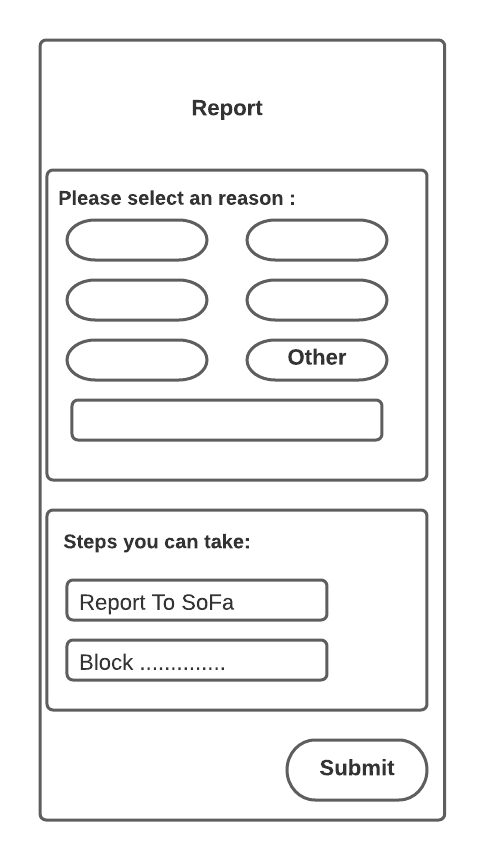 Report
Please select an reason :
Other
Steps you can take:
Report To SoFa
Block ..............
Submit